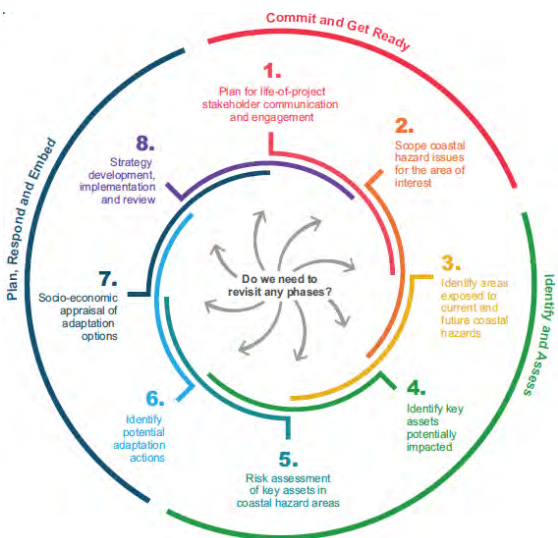 Commit and Get Ready
1.
Plan for life-of-project
stakeholder communication
and engagement
2.
Scope coastal
hazard issues
for the area of
interest
3.
Identify areas
exposed to
current and
future coastal
hazards
4.
Identify key
assets
potentially
impacted
5.
Risk assessment
of key assets in
coastal hazard areas
6.
Identify
potential
adaptation
actions
7.
Socio-economic
appraisal of
adaptation
options
8.
Strategy
development,
implementation
and review
Do we need to
revisit any phases?
Identify and Assess
Plan, Respond and Embed